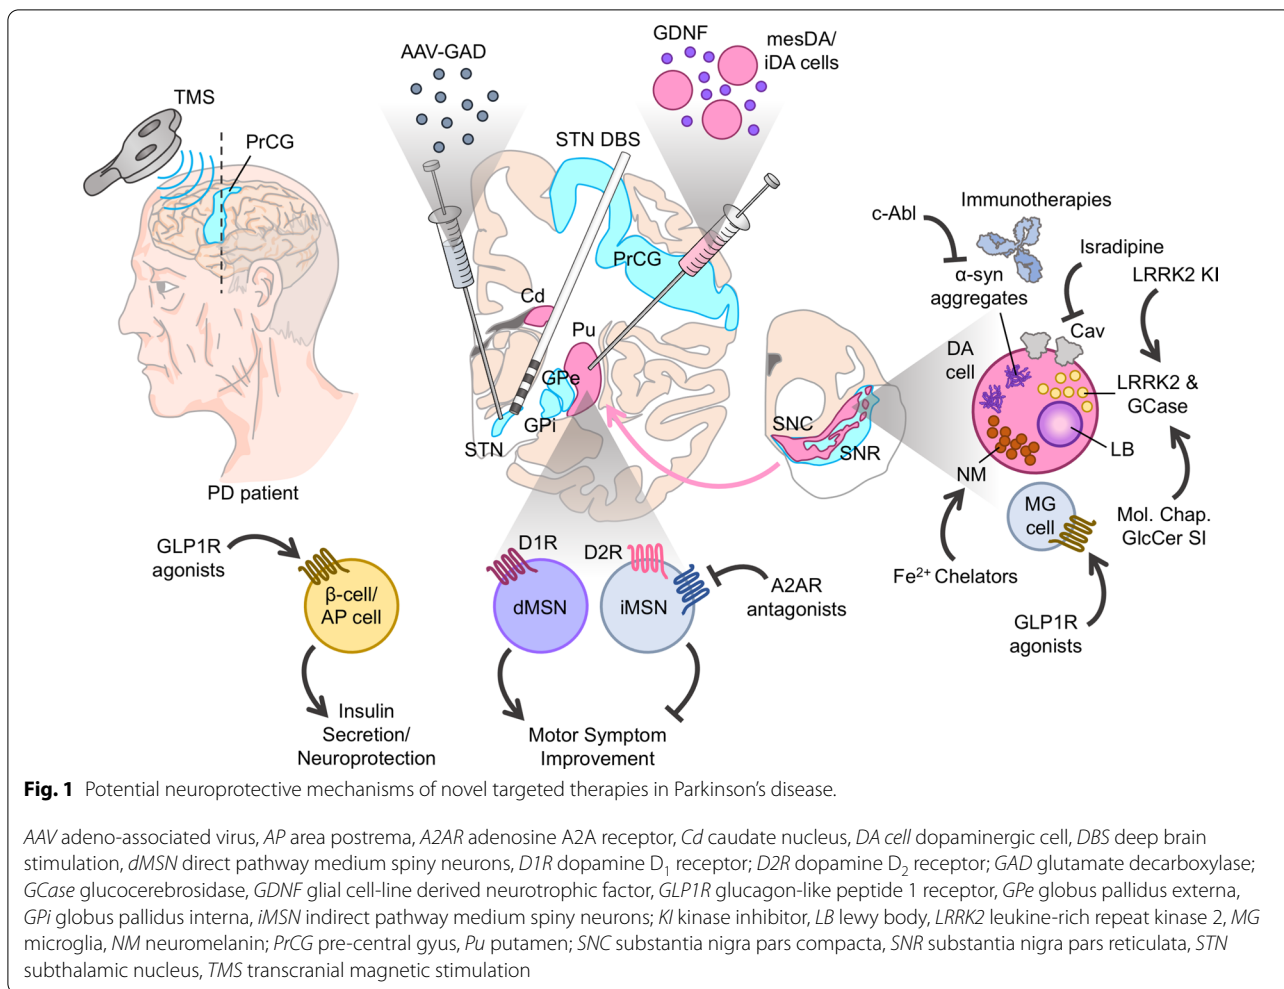 TMS
PrCG
PD patient
AAV-GAD
GDNF
mesDA/
iDA cells
STN DBS
PrCG
Cd
Pu
GPe
GPi
STN
SNC
SNR
c-Abl
Immunotherapies
α-syn
aggregates
Isradipine
LRRK2 KI
Cav
DA
cell
LRRK2 &
GCase
LB
NM
MG
cell
Mol. Chap.
GlcCer SI
Fe²⁺ Chelators
GLP1R
agonists
GLP1R
agonists
β-cell/
AP cell
Insulin
Secretion/
Neuroprotection
D1R
dMSN
D2R
iMSN
A2AR
antagonists
Motor Symptom
Improvement
Fig. 1 Potential neuroprotective mechanisms of novel targeted therapies in Parkinson's disease.
AAV adeno-associated virus, AP area postrema, A2AR adenosine A2A receptor, Cd caudate nucleus, DA cell dopaminergic cell, DBS deep brain
stimulation, dMSN direct pathway medium spiny neurons, D1R dopamine D₁ receptor; D2R dopamine D₂ receptor; GAD glutamate decarboxylase;
GCase glucocerebrosidase, GDNF glial cell-line derived neurotrophic factor, GLP1R glucagon-like peptide 1 receptor, GPe globus pallidus externa,
GPi globus pallidus interna, iMSN indirect pathway medium spiny neurons; KI kinase inhibitor, LB lewy body, LRRK2 leukine-rich repeat kinase 2, MG
microglia, NM neuromelanin; PrCG pre-central gyus, Pu putamen; SNC substantia nigra pars compacta, SNR substantia nigra pars reticulata, STN
subthalamic nucleus, TMS transcranial magnetic stimulation